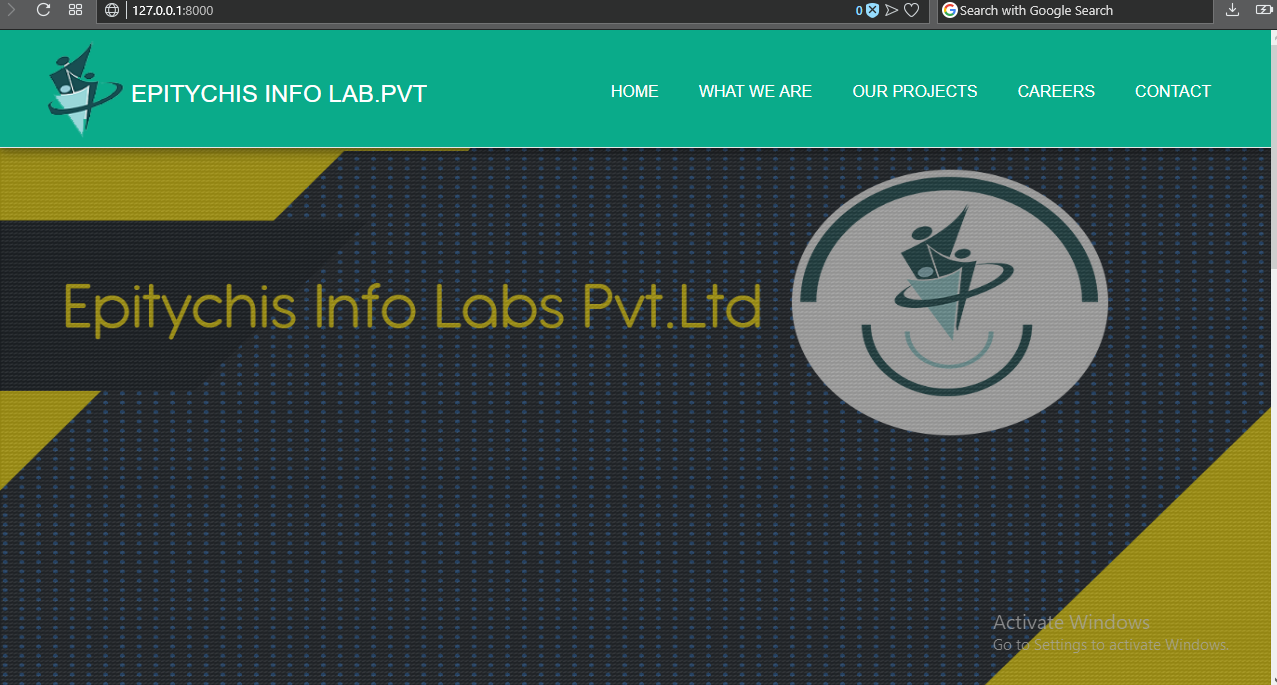 127.0.0.1:8000
0
Search with Google Search
EPITYCHIS INFO LAB.PVT
HOME WHAT WE ARE OUR PROJECTS CAREERS CONTACT
Epitychis Info Labs Pvt.Ltd
Activate Windows
Go to Settings to activate Windows.